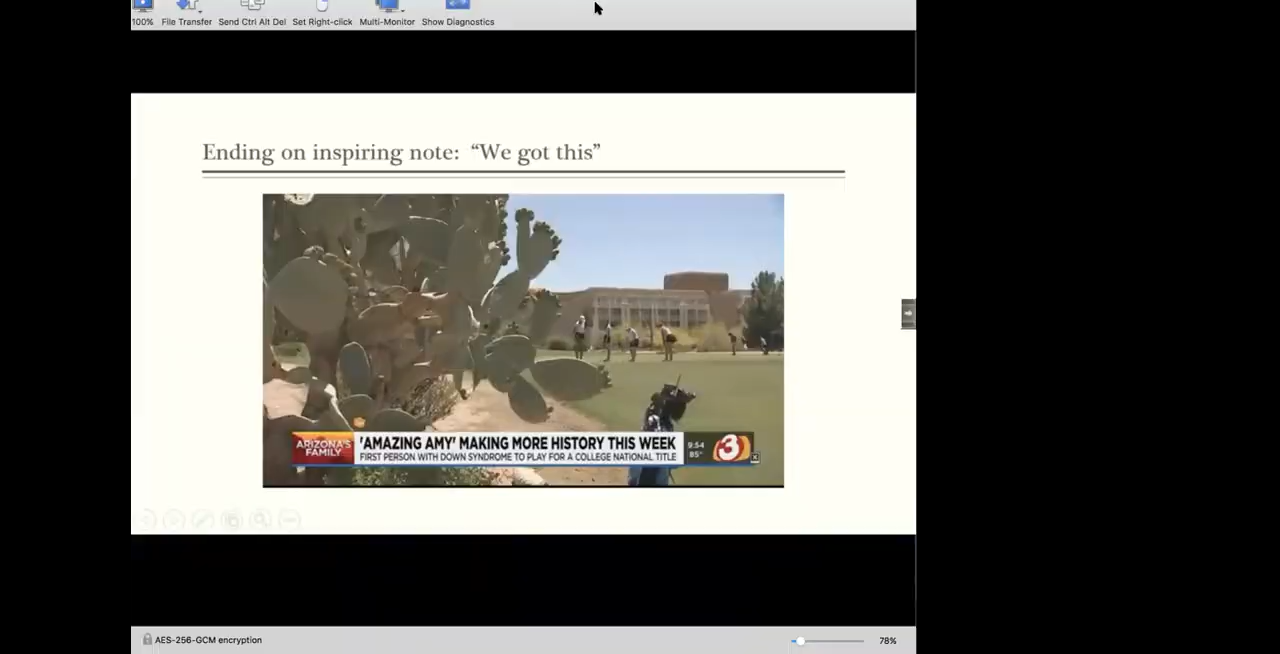 100% File Transfer Send Ctrl Alt Del Set Right-click Multi-Monitor Show Diagnostics
Ending on inspiring note: “We got this”
ARIZONA'S
FAMILY
'AMAZING AMY' MAKING MORE HISTORY THIS WEEK
FIRST PERSON WITH DOWN SYNDROME TO PLAY FOR A COLLEGE NATIONAL TITLE
9:54
85°
3
AES-256-GCM encryption
78%